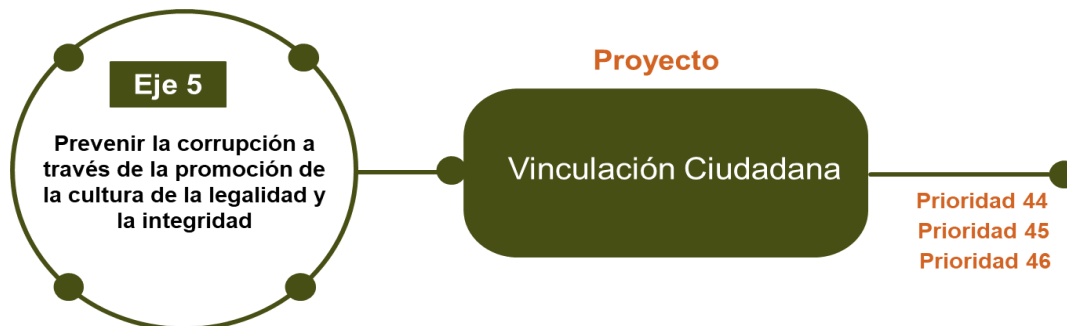 Eje 5
Prevenir la corrupción a
través de la promoción de
la cultura de la legalidad y
la integridad
Proyecto
Vinculación Ciudadana
Prioridad 44
Prioridad 45
Prioridad 46